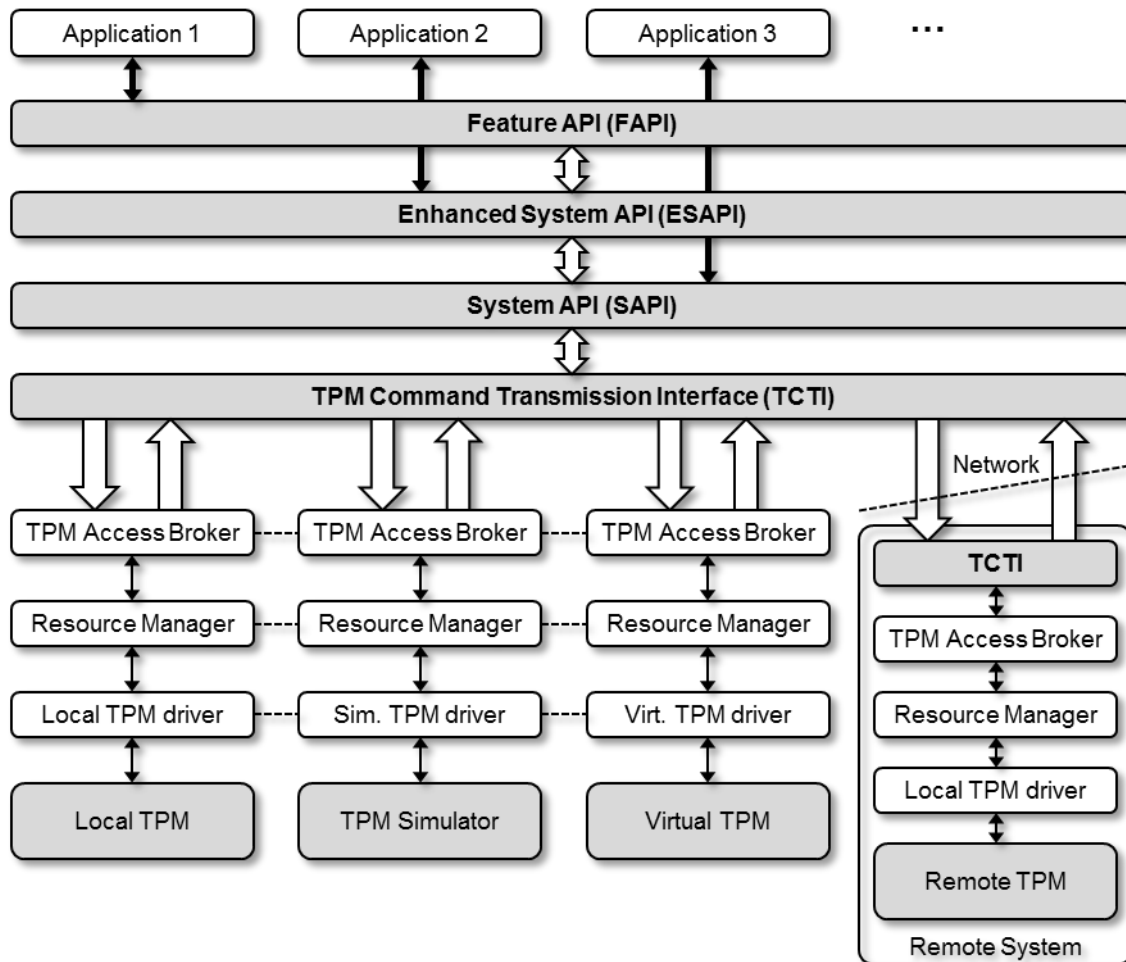 Application 1
Application 2
Application 3
...
Feature API (FAPI)
Enhanced System API (ESAPI)
System API (SAPI)
TPM Command Transmission Interface (TCTI)
Network
TPM Access Broker
TPM Access Broker
TPM Access Broker
Resource Manager
Resource Manager
Resource Manager
Local TPM driver
Sim. TPM driver
Virt. TPM driver
Local TPM
TPM Simulator
Virtual TPM
TCTI
TPM Access Broker
Resource Manager
Local TPM driver
Remote TPM
Remote System